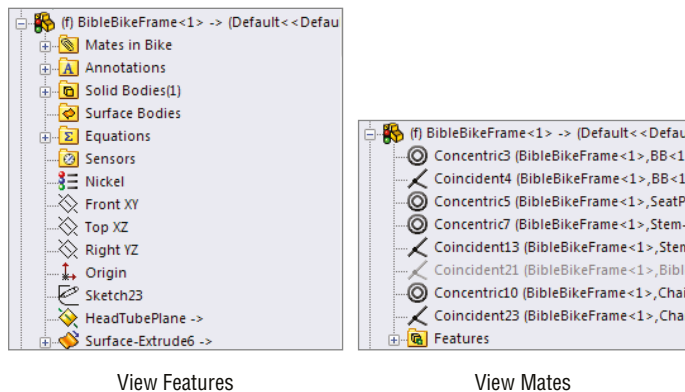 (f) BibleBikeFrame<1> -> (Default<<Defau
Mates in Bike
Annotations
Solid Bodies(1)
Surface Bodies
Equations
Sensors
Nickel
Front XY
Top XZ
Right YZ
Origin
Sketch23
HeadTubePlane ->
Surface-Extrude6 ->
View Features
(f) BibleBikeFrame<1> -> (Default<<Defau
Concentric3 (BibleBikeFrame<1>,BB<1
Coincident4 (BibleBikeFrame<1>,BB<1
Concentric5 (BibleBikeFrame<1>,SeatP
Concentric7 (BibleBikeFrame<1>,Stem-
Coincident13 (BibleBikeFrame<1>,Stem
Coincident21 (BibleBikeFrame<1>,Bibl
Concentric10 (BibleBikeFrame<1>,Chai
Coincident23 (BibleBikeFrame<1>,Chai
Features
View Mates